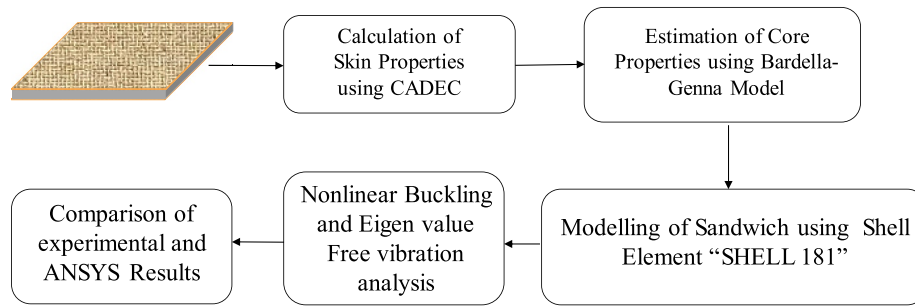 Calculation of
Skin Properties
using CADEC
Estimation of Core
Properties using Bardella-
Genna Model
Modelling of Sandwich using Shell
Element “SHELL 181”
Nonlinear Buckling
and Eigen value
Free vibration
analysis
Comparison of
experimental and
ANSYS Results